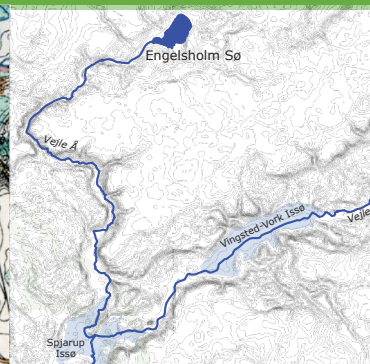 Engelsholm Sø
Vejle Å
Vingsted-Vork Issø
Vejle
Spjarup
Issø